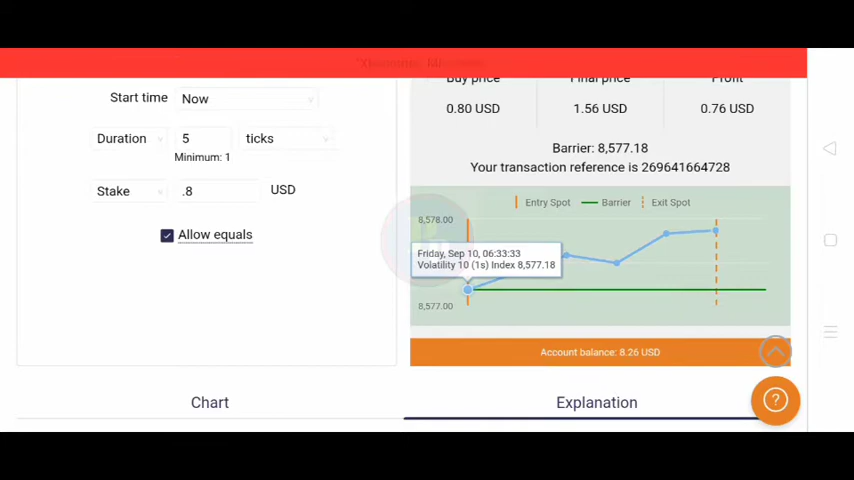 Start time Now
Duration 5 ticks
Minimum: 1
Stake .8 USD
Allow equals
Buy price Final price Profit
0.80 USD 1.56 USD 0.76 USD
Barrier: 8,577.18
Your transaction reference is 269641664728
Entry Spot Barrier Exit Spot
8,578.00
Friday, Sep 10, 06:33:33
Volatility 10 (1s) Index 8,577.18
8,577.00
Account balance: 8.26 USD
?
Chart Explanation